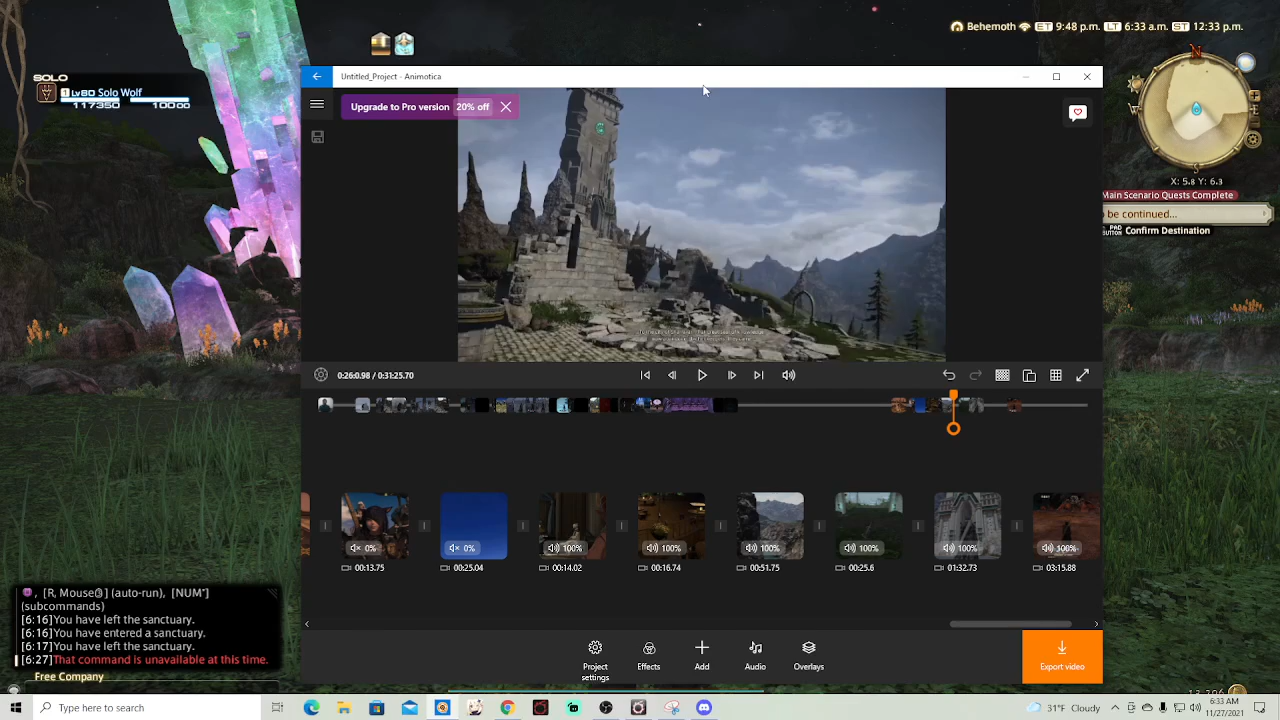 Behemoth ET 9:48 p.m. LT 6:33 a.m. ST 12:33 p.m.
SOLO
1 Lv80 Solo Wolf
117350 10000
N
W
S
X: 5.8 Y: 6.3
Main Scenario Quests Complete
be continued...
PAD BUTTON Confirm Destination
Untitled_Project - Animotica
Upgrade to Pro version 20% off
0:26:0.98 / 0:31:25.70
0% 0% 100% 100% 100% 100% 100% 100%
00:13.75 00:25.04 00:14.02 00:16.74 00:51.75 00:25.6 01:32.73 03:15.88
Project settings
Effects
Add
Audio
Overlays
Export video
, [R, Mouse@] (auto-run), [NUM*]
(subcommands)
[6:16]You have left the sanctuary.
[6:16]You have entered a sanctuary.
[6:17]You have left the sanctuary.
[6:27]That command is unavailable at this time.
Free Company
Type here to search
31°F Cloudy
6:33 AM
11/27/2021